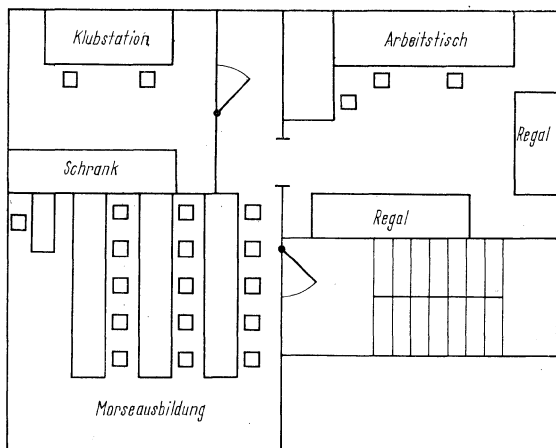 Klubstation
Arbeitstisch
Regal
Schrank
Regal
Morseausbildung